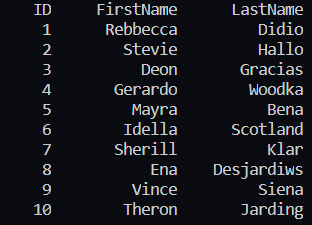 ID FirstName LastName
1 Rebbecca Didio
2 Stevie Hallo
3 Deon Gracias
4 Gerardo Woodka
5 Mayra Bena
6 Idella Scotland
7 Sherill Klar
8 Ena Desjardiws
9 Vince Siena
10 Theron Jarding